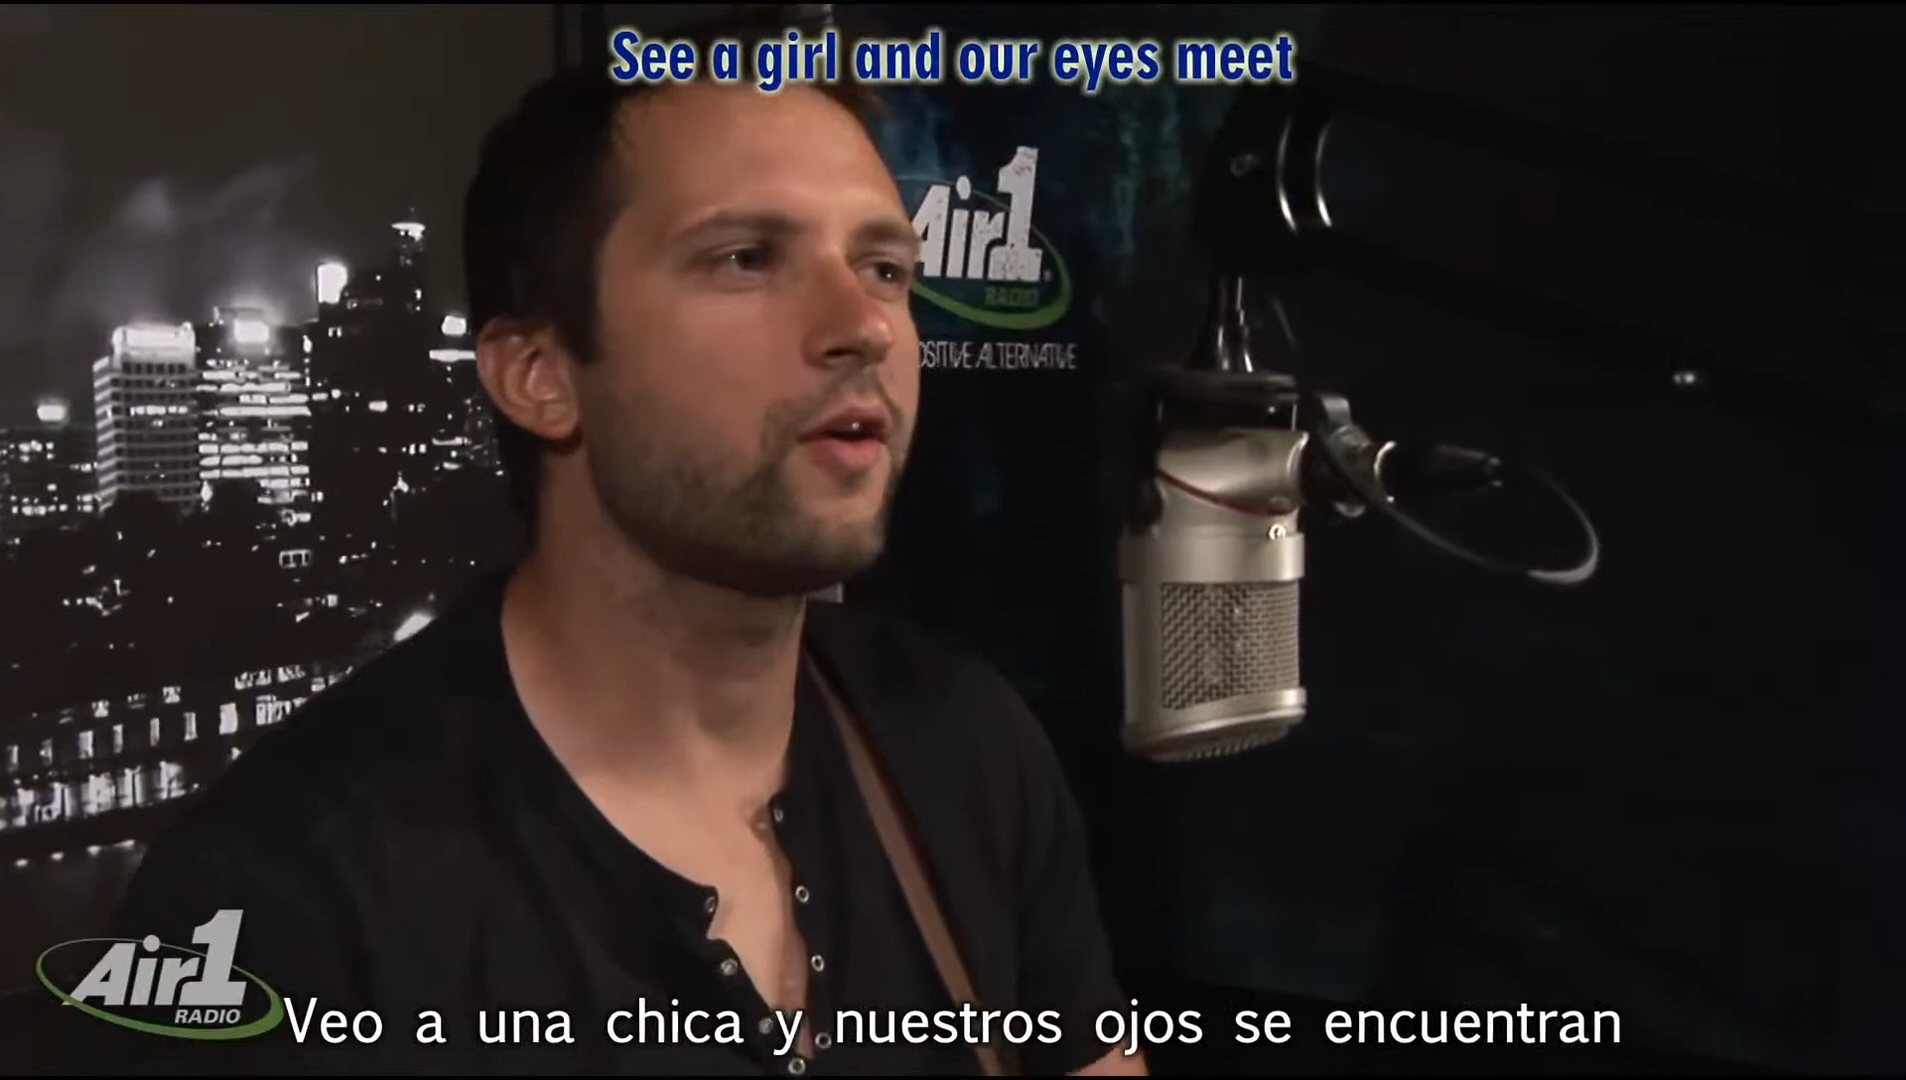 See a girl and our eyes meet
Air1
RADIO
POSITIVE ALTERNATIVE
Air1
RADIO
Veo a una chica y nuestros ojos se encuentran